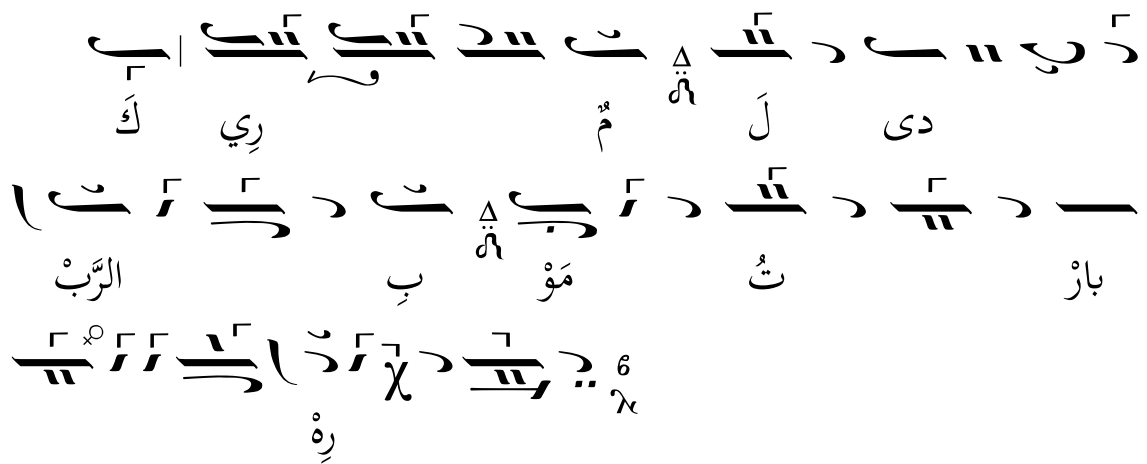 كَ رِي مٌ لَ دى
الرَّبْ بِ مَوْ تُ بارْ
رِهْ